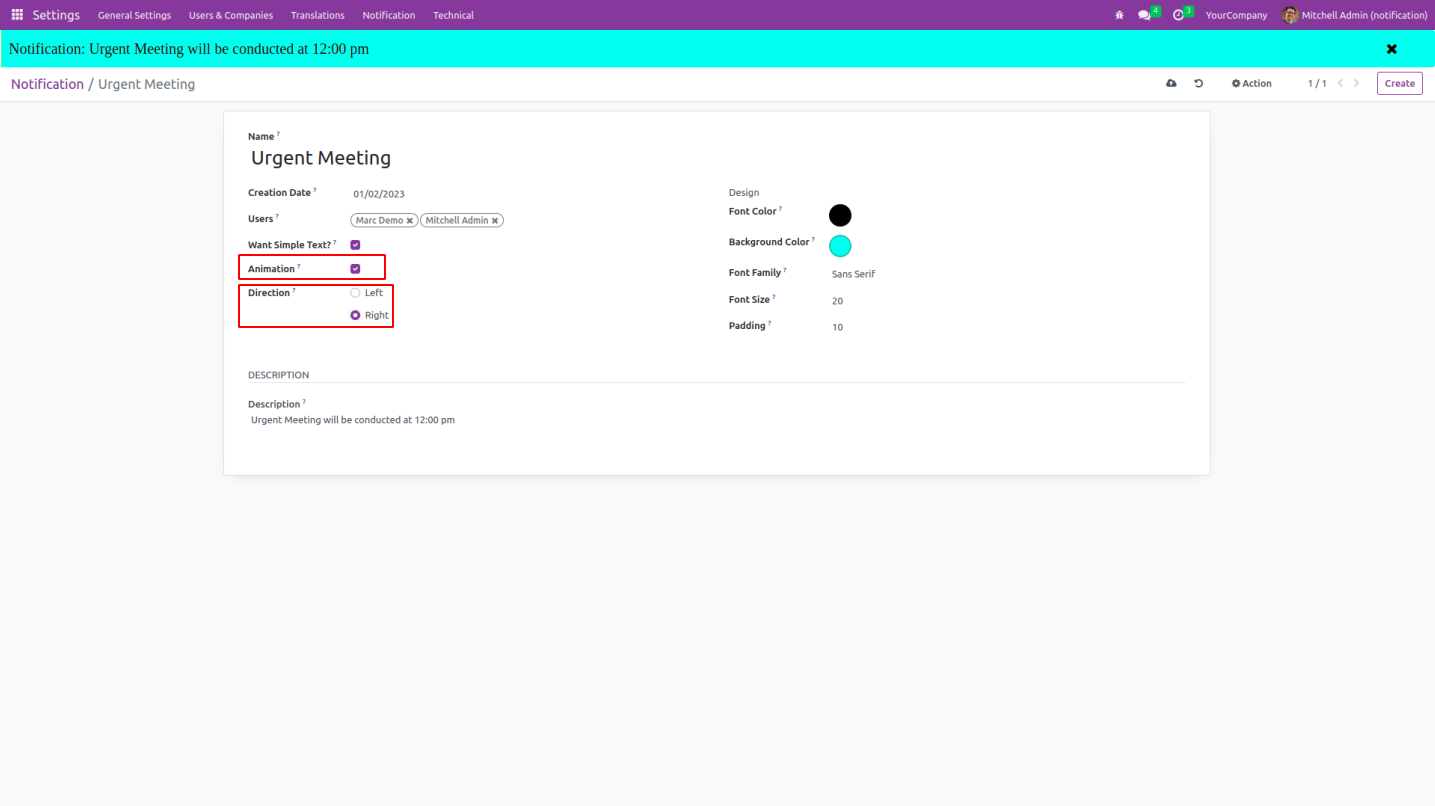 Settings General Settings Users & Companies Translations Notification Technical 4 3 YourCompany Mitchell Admin (notification)
Notification: Urgent Meeting will be conducted at 12:00 pm
Notification / Urgent Meeting Action 1 / 1 Create
Name ?
Urgent Meeting
Creation Date ? 01/02/2023
Users ? Marc Demo Mitchell Admin
Want Simple Text? ?
Animation ?
Direction ? Left
Right
Design
Font Color ?
Background Color ?
Font Family ? Sans Serif
Font Size ? 20
Padding ? 10
DESCRIPTION
Description ?
Urgent Meeting will be conducted at 12:00 pm